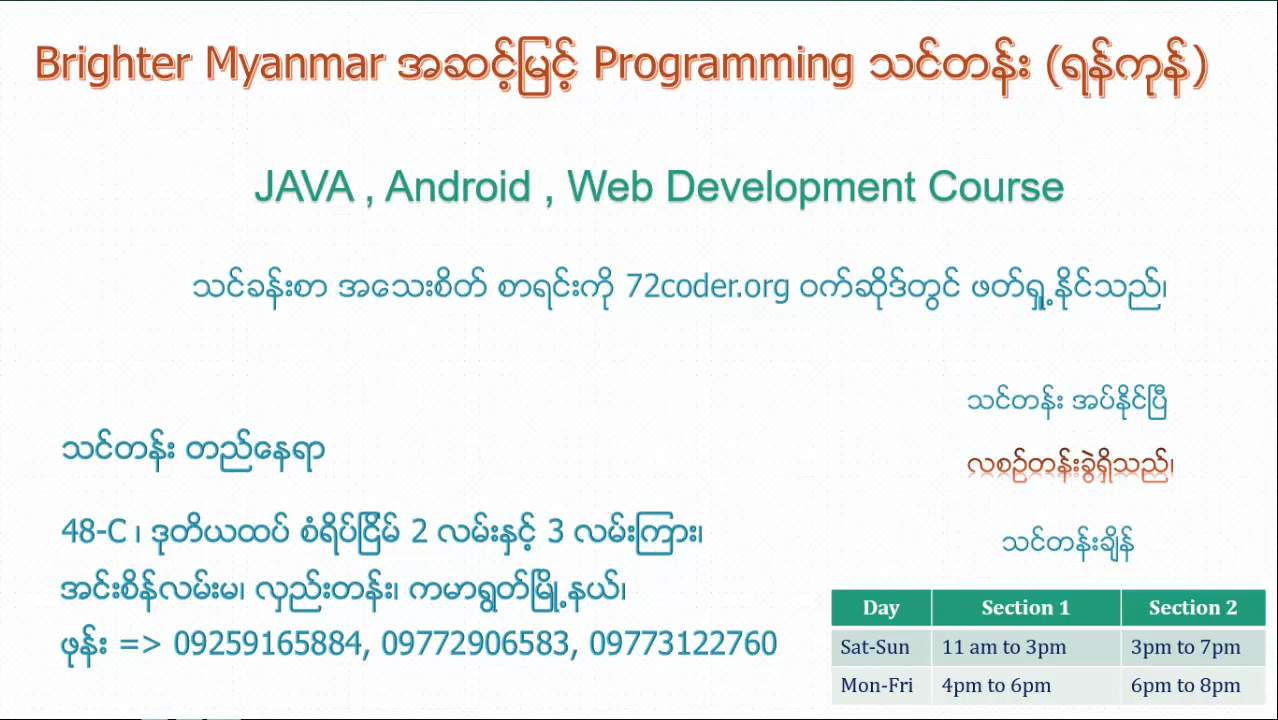 Brighter Myanmar အဆင့်မြင့် Programming သင်တန်း (ရန်ကုန်)
JAVA , Android , Web Development Course
သင်ခန်းစာ အသေးစိတ် စာရင်းကို 72coder.org ဝက်ဆိုဒ်တွင် ဖတ်ရှု့နိုင်သည်၊
သင်တန်း အပ်နိုင်ပြီ
လစဉ်တန်းခွဲရှိသည်၊
သင်တန်း တည်နေရာ
48-C ၊ ဒုတိယထပ် စံရိပ်ငြိမ် 2 လမ်းနှင့် 3 လမ်းကြား၊
အင်းစိန်လမ်းမ၊ လှည်းတန်း၊ ကမာရွတ်မြို့နယ်၊
ဖုန်း => 09259165884, 09772906583, 09773122760
သင်တန်းချိန်
Day Section 1 Section 2
Sat-Sun 11 am to 3pm 3pm to 7pm
Mon-Fri 4pm to 6pm 6pm to 8pm